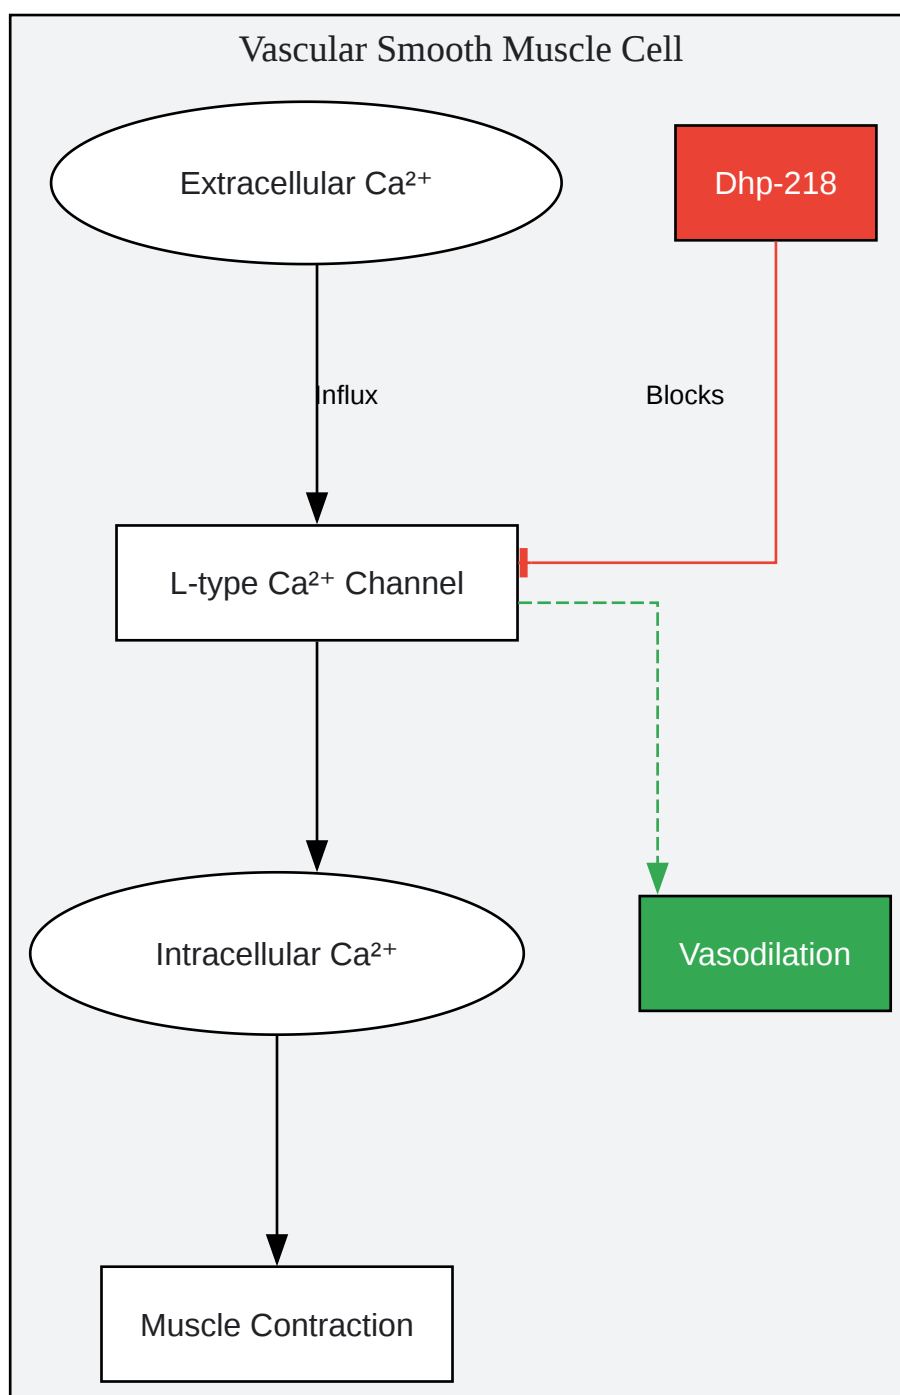 Vascular Smooth Muscle Cell
Extracellular Ca²⁺
Dhp-218
Influx
Blocks
L-type Ca²⁺ Channel
Intracellular Ca²⁺
Vasodilation
Muscle Contraction